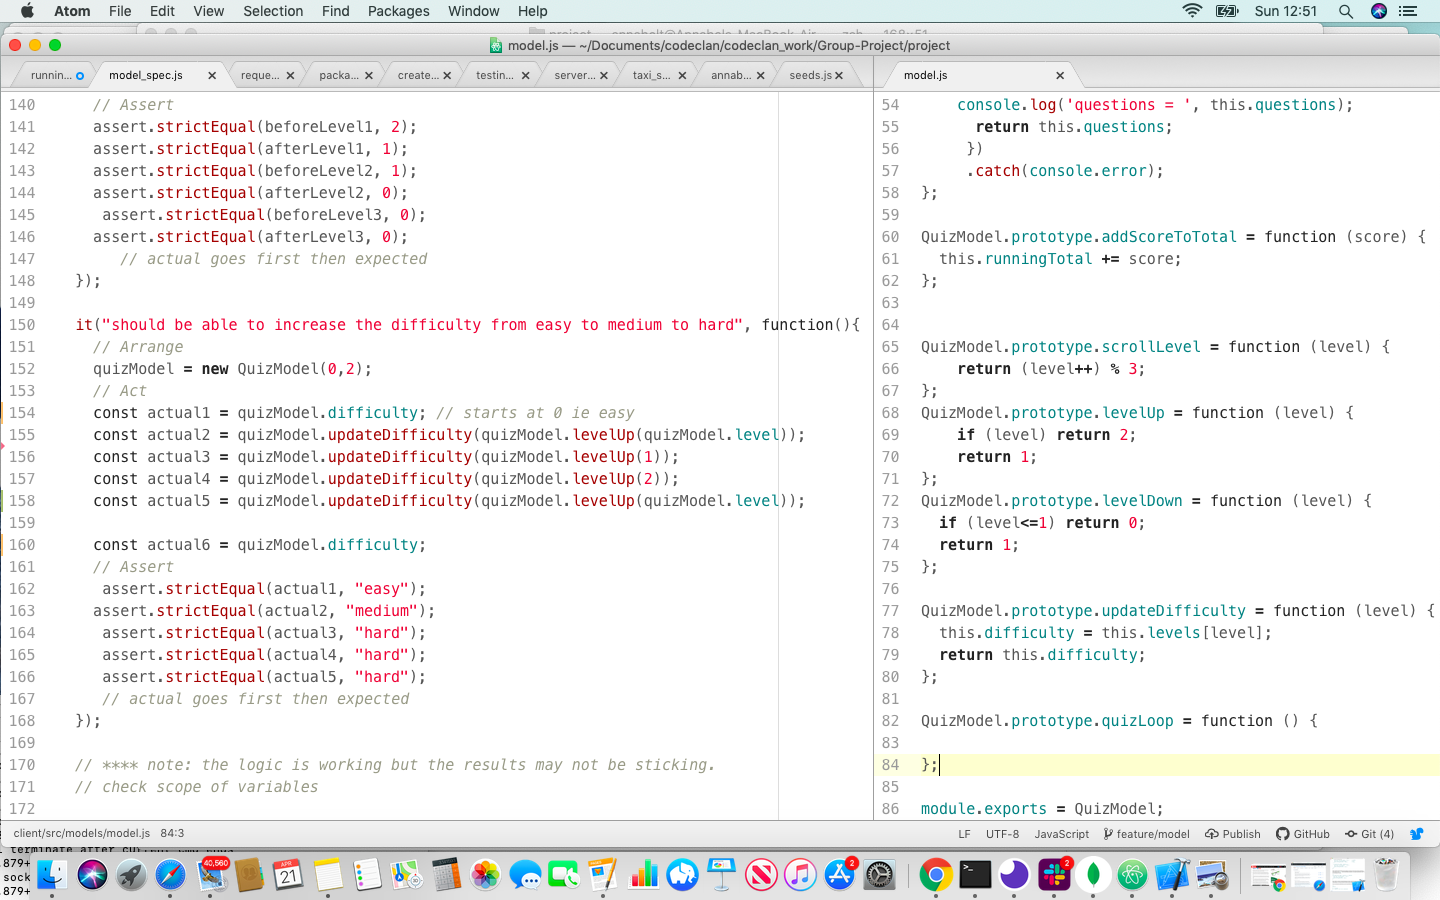 Atom File Edit View Selection Find Packages Window Help Sun 12:51
model.js — ~/Documents/codeclan/codeclan_work/Group-Project/project
runnin... model_spec.js reque... packa... create... testin... server... taxi_s... annab... seeds.js model.js
140 // Assert
141 assert.strictEqual(beforeLevel1, 2);
142 assert.strictEqual(afterLevel1, 1);
143 assert.strictEqual(beforeLevel2, 1);
144 assert.strictEqual(afterLevel2, 0);
145 assert.strictEqual(beforeLevel3, 0);
146 assert.strictEqual(afterLevel3, 0);
147 // actual goes first then expected
148 });
149
150 it("should be able to increase the difficulty from easy to medium to hard", function(){
151 // Arrange
152 quizModel = new QuizModel(0,2);
153 // Act
154 const actual1 = quizModel.difficulty; // starts at 0 ie easy
155 const actual2 = quizModel.updateDifficulty(quizModel.levelUp(quizModel.level));
156 const actual3 = quizModel.updateDifficulty(quizModel.levelUp(1));
157 const actual4 = quizModel.updateDifficulty(quizModel.levelUp(2));
158 const actual5 = quizModel.updateDifficulty(quizModel.levelUp(quizModel.level));
159
160 const actual6 = quizModel.difficulty;
161 // Assert
162 assert.strictEqual(actual1, "easy");
163 assert.strictEqual(actual2, "medium");
164 assert.strictEqual(actual3, "hard");
165 assert.strictEqual(actual4, "hard");
166 assert.strictEqual(actual5, "hard");
167 // actual goes first then expected
168 });
169
170 // **** note: the logic is working but the results may not be sticking.
171 // check scope of variables
172
54 console.log('questions = ', this.questions);
55 return this.questions;
56 })
57 .catch(console.error);
58 };
59
60 QuizModel.prototype.addScoreToTotal = function (score) {
61 this.runningTotal += score;
62 };
63
64
65 QuizModel.prototype.scrollLevel = function (level) {
66 return (level++) % 3;
67 };
68 QuizModel.prototype.levelUp = function (level) {
69 if (level) return 2;
70 return 1;
71 };
72 QuizModel.prototype.levelDown = function (level) {
73 if (level<=1) return 0;
74 return 1;
75 };
76
77 QuizModel.prototype.updateDifficulty = function (level) {
78 this.difficulty = this.levels[level];
79 return this.difficulty;
80 };
81
82 QuizModel.prototype.quizLoop = function () {
83
84 };
85
86 module.exports = QuizModel;
client/src/models/model.js 84:3 LF UTF-8 JavaScript feature/model Publish GitHub Git (4)
.879+
sock
.879+
40,560
APR 21
2
2